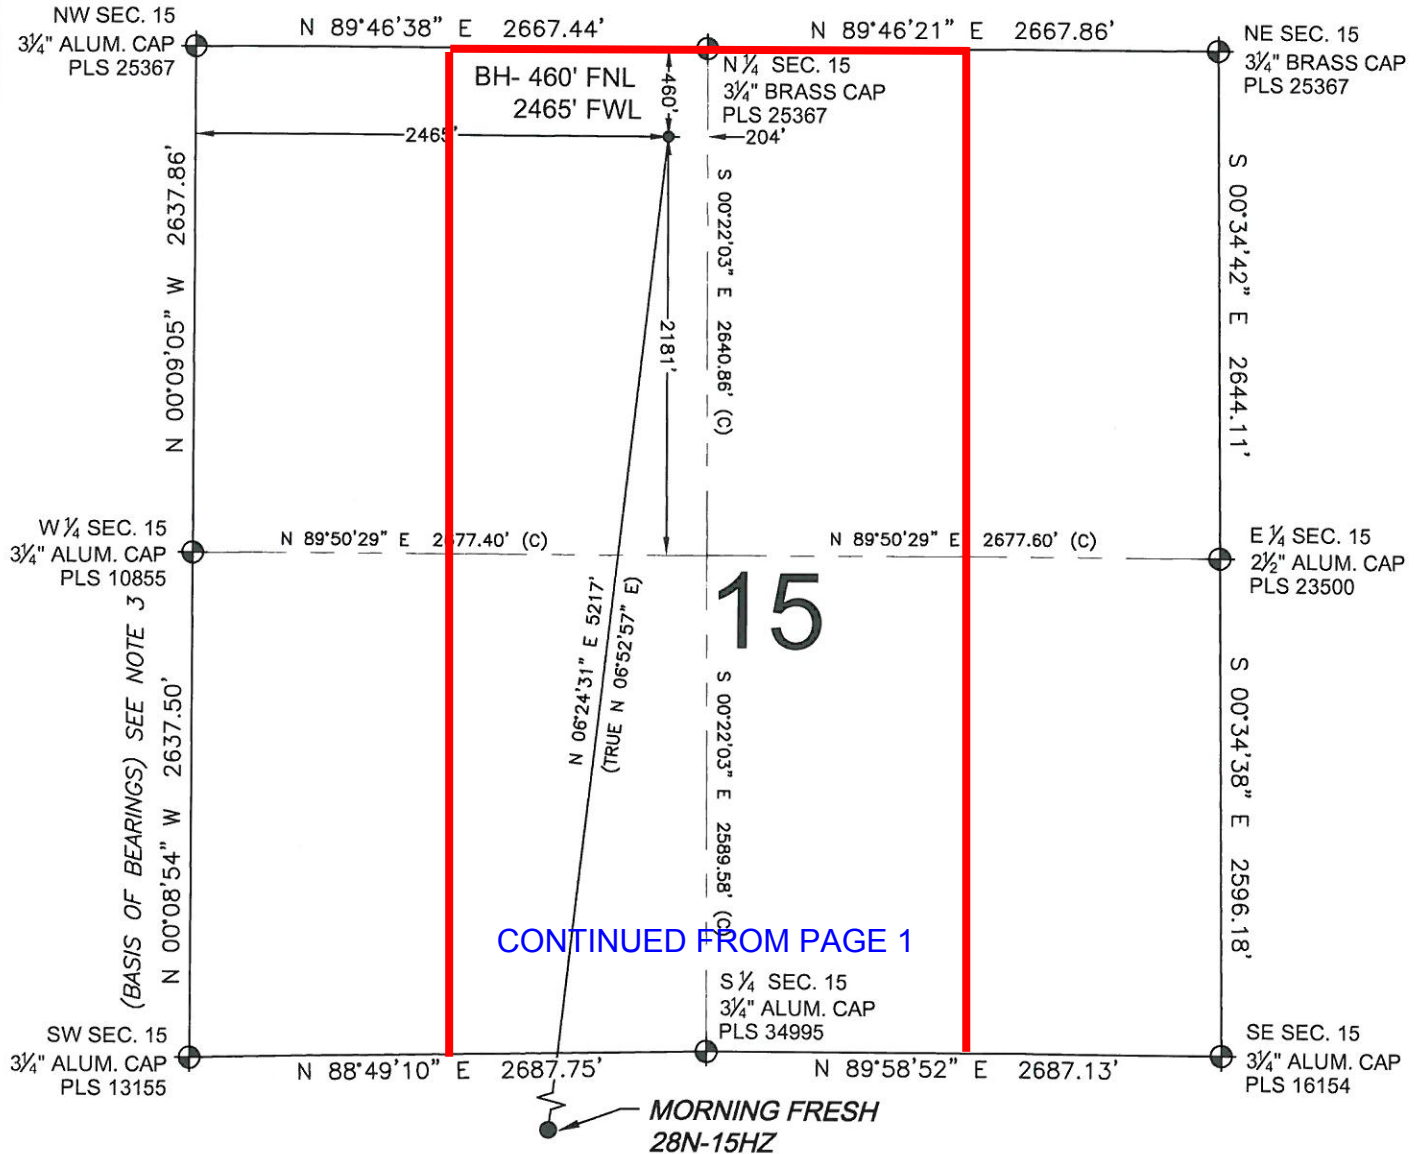 NW SEC. 15
3¼" ALUM. CAP
PLS 25367
N 89°46'38" E 2667.44'
N 89°46'21" E 2667.86'
NE SEC. 15
3¼" BRASS CAP
PLS 25367
BH- 460' FNL
2465' FWL
460'
N ¼ SEC. 15
3¼" BRASS CAP
PLS 25367
2465'
204'
N 00°09'05" W 2637.86'
S 00°22'03" E 2640.86' (C)
S 00°34'42" E 2644.11'
2181'
W ¼ SEC. 15
3¼" ALUM. CAP
PLS 10855
N 89°50'29" E 2677.40' (C)
N 89°50'29" E 2677.60' (C)
E ¼ SEC. 15
2½" ALUM. CAP
PLS 23500
15
N 06°24'31" E 5217'
(TRUE N 06°52'57" E)
(BASIS OF BEARINGS) SEE NOTE 3
N 00°08'54" W 2637.50'
S 00°22'03" E 2589.58' (C)
S 00°34'38" E 2596.18'
CONTINUED FROM PAGE 1
S ¼ SEC. 15
3¼" ALUM. CAP
PLS 34995
SW SEC. 15
3¼" ALUM. CAP
PLS 13155
N 88°49'10" E 2687.75'
N 89°58'52" E 2687.13'
SE SEC. 15
3¼" ALUM. CAP
PLS 16154
MORNING FRESH
28N-15HZ